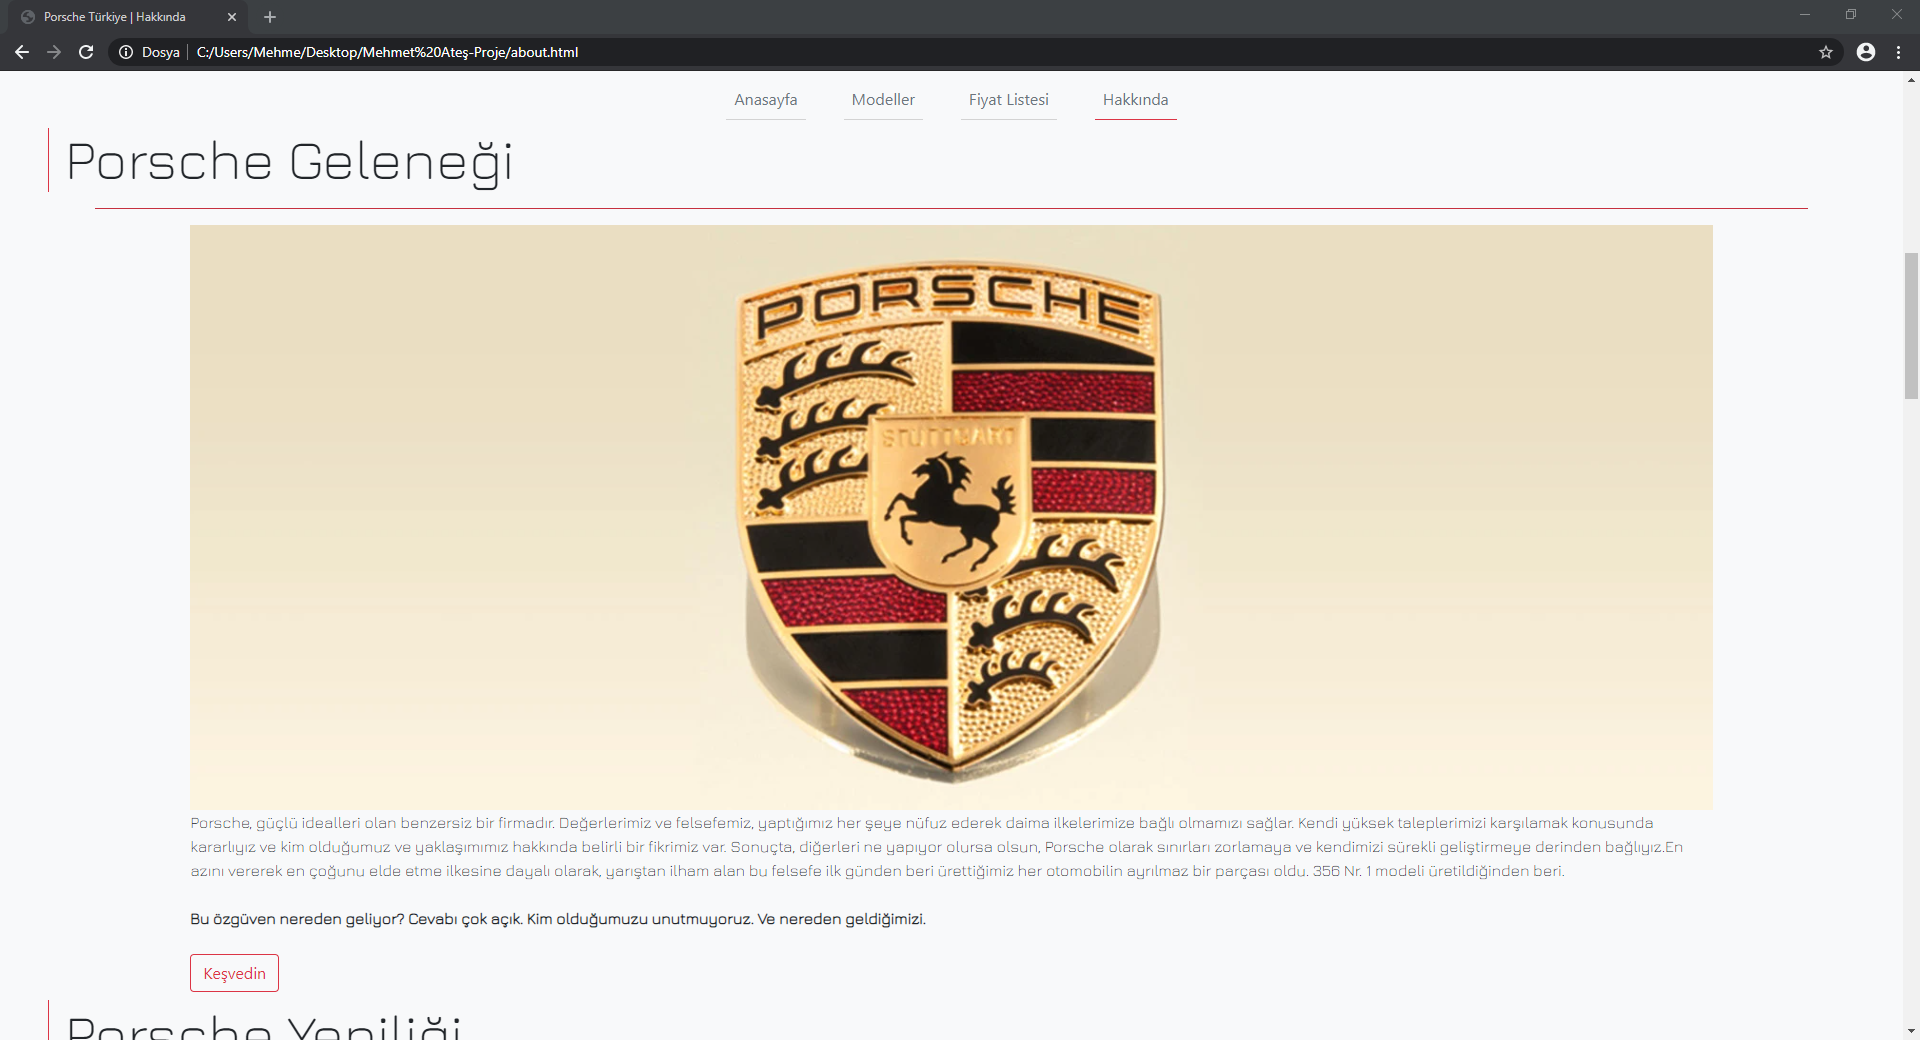 Porsche Türkiye | Hakkında
Dosya C:/Users/Mehme/Desktop/Mehmet%20Ateş-Proje/about.html
Anasayfa Modeller Fiyat Listesi Hakkında
Porsche Geleneği
PORSCHE
STUTTGART
Porsche, güçlü idealleri olan benzersiz bir firmadır. Değerlerimiz ve felsefemiz, yaptığımız her şeye nüfuz ederek daima ilkelerimize bağlı olmamızı sağlar. Kendi yüksek taleplerimizi karşılamak konusunda
kararlıyız ve kim olduğumuz ve yaklaşımımız hakkında belirli bir fikrimiz var. Sonuçta, diğerleri ne yapıyor olursa olsun, Porsche olarak sınırları zorlamaya ve kendimizi sürekli geliştirmeye derinden bağlıyız.En
azını vererek en çoğunu elde etme ilkesine dayalı olarak, yarıştan ilham alan bu felsefe ilk günden beri ürettiğimiz her otomobilin ayrılmaz bir parçası oldu. 356 Nr. 1 modeli üretildiğinden beri.
Bu özgüven nereden geliyor? Cevabı çok açık. Kim olduğumuzu unutmuyoruz. Ve nereden geldiğimizi.
Keşvedin
Porsche Yeniliği